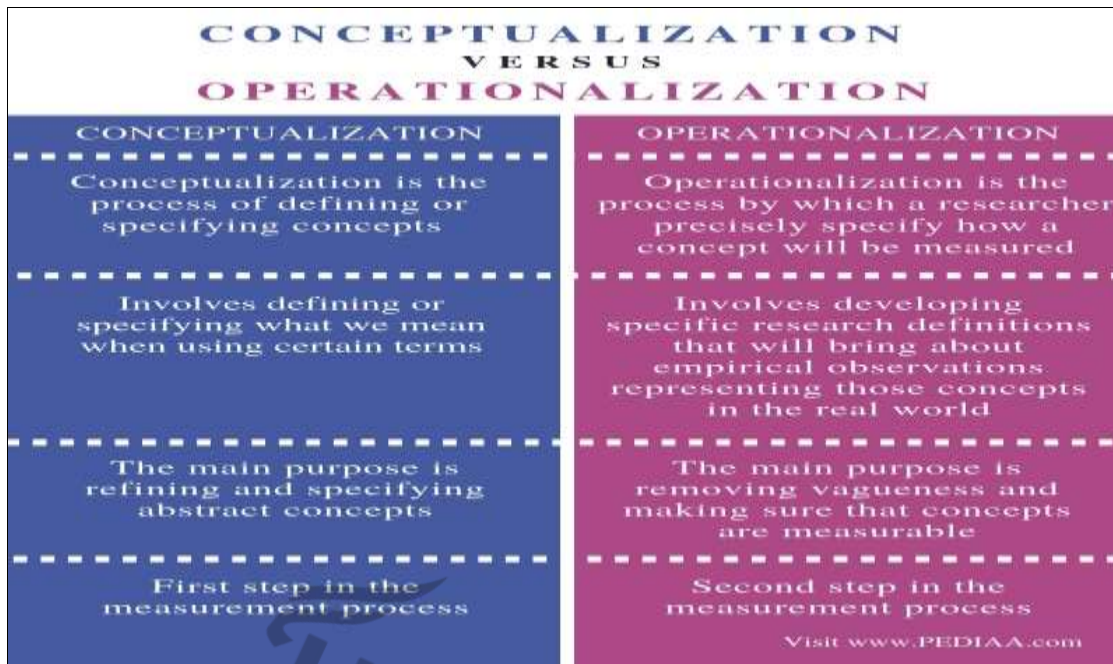 CONCEPTUALIZATION
VERSUS
OPERATIONALIZATION
CONCEPTUALIZATION
Conceptualization is the
process of defining or
specifying concepts
Involves defining or
specifying what we mean
when using certain terms
The main purpose is
refining and specifying
abstract concepts
First step in the
measurement process
OPERATIONALIZATION
Operationalization is the
process by which a researcher
precisely specify how a
concept will be measured
Involves developing
specific research definitions
that will bring about
empirical observations
representing those concepts
in the real world
The main purpose is
removing vagueness and
making sure that concepts
are measurable
Second step in the
measurement process
Visit www.PEDIAA.com